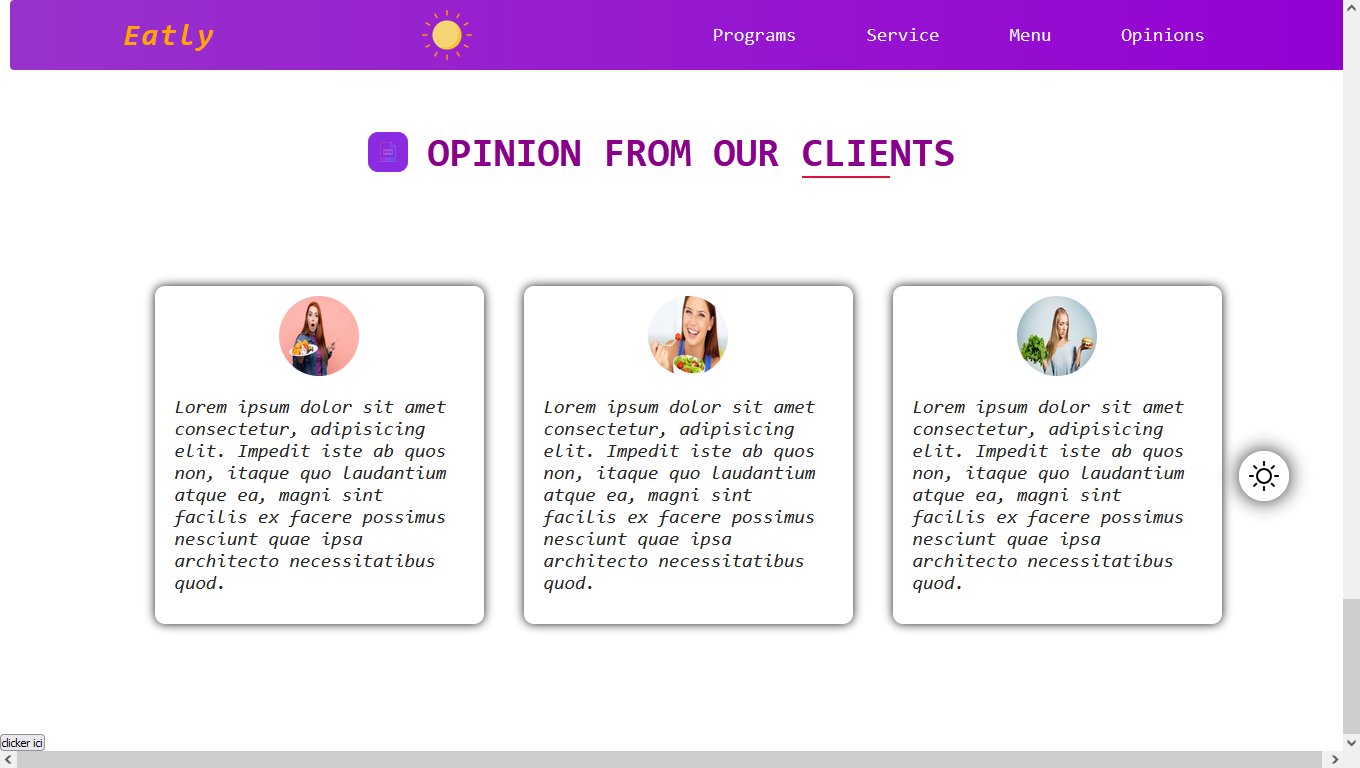 Eatly
Programs Service Menu Opinions
OPINION FROM OUR CLIENTS
Lorem ipsum dolor sit amet
consectetur, adipisicing
elit. Impedit iste ab quos
non, itaque quo laudantium
atque ea, magni sint
facilis ex facere possimus
nesciunt quae ipsa
architecto necessitatibus
quod.
Lorem ipsum dolor sit amet
consectetur, adipisicing
elit. Impedit iste ab quos
non, itaque quo laudantium
atque ea, magni sint
facilis ex facere possimus
nesciunt quae ipsa
architecto necessitatibus
quod.
Lorem ipsum dolor sit amet
consectetur, adipisicing
elit. Impedit iste ab quos
non, itaque quo laudantium
atque ea, magni sint
facilis ex facere possimus
nesciunt quae ipsa
architecto necessitatibus
quod.
clicker ici